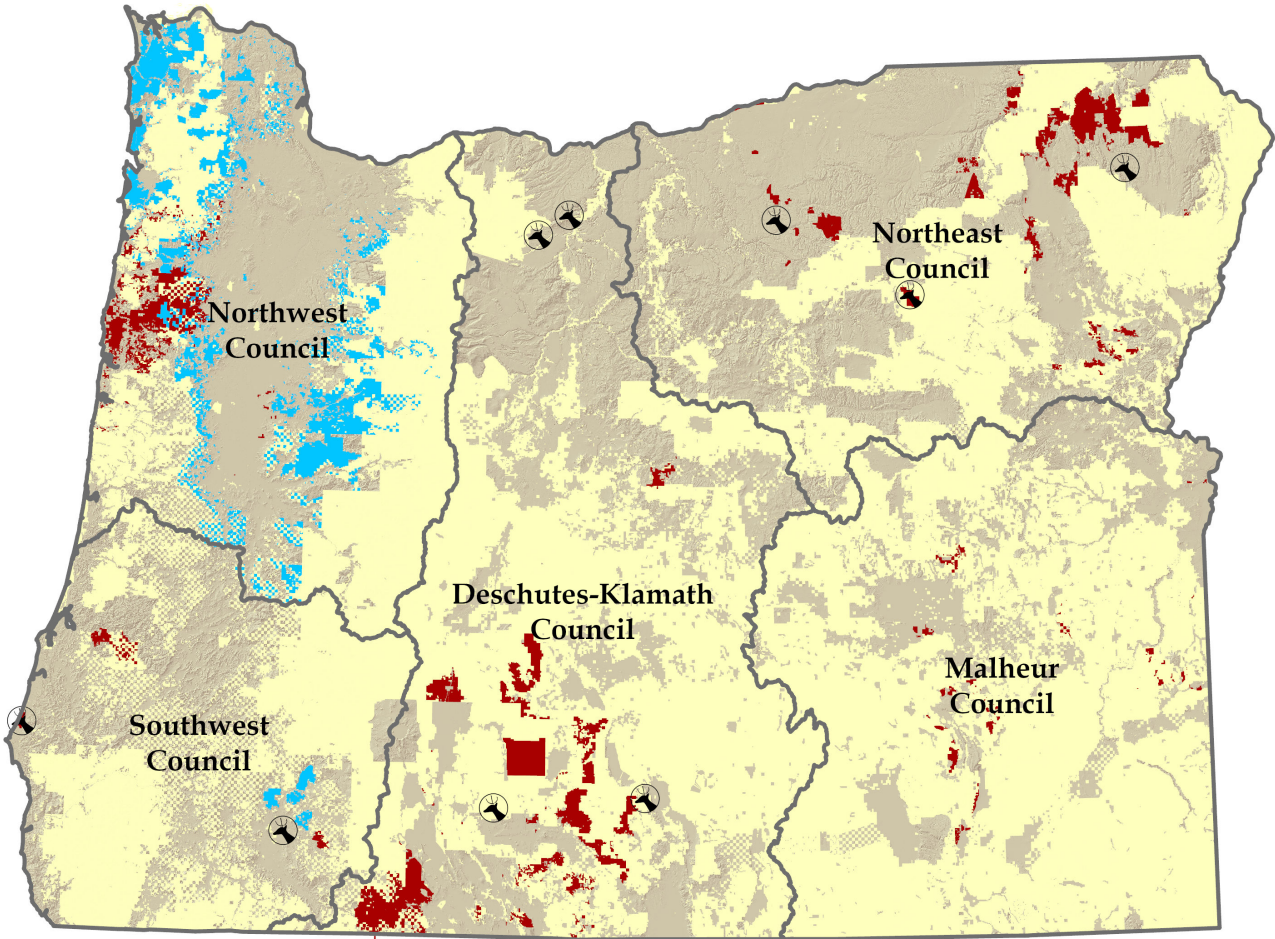 Northeast
Council
Northwest
Council
Deschutes-Klamath
Council
Malheur
Council
Southwest
Council